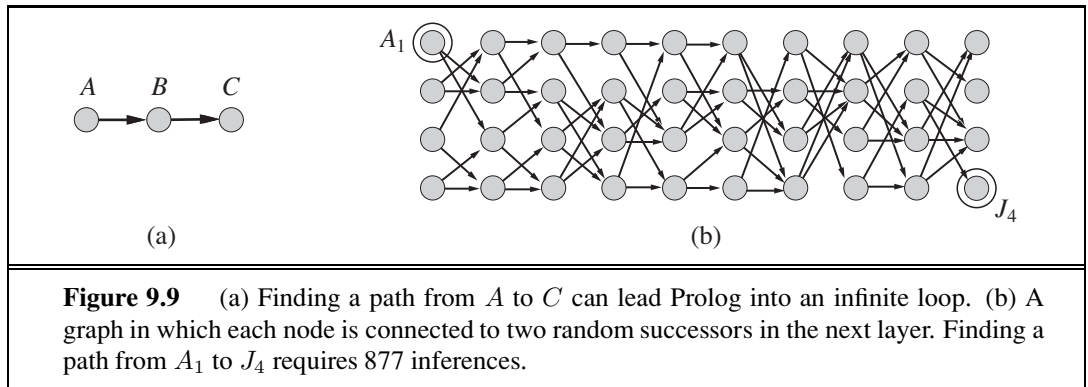 A B C
(a)
A1
J4
(b)
Figure 9.9 (a) Finding a path from A to C can lead Prolog into an infinite loop. (b) A
graph in which each node is connected to two random successors in the next layer. Finding a
path from A1 to J4 requires 877 inferences.